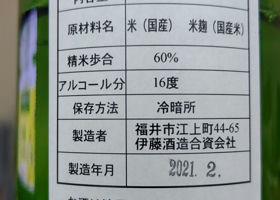 原材料名 米（国産） 米麹（国産米）
精米歩合 60%
アルコール分 16度
保存方法 冷暗所
製造者 福井市江上町44-65
伊藤酒造合資会社
製造年月 2021. 2.